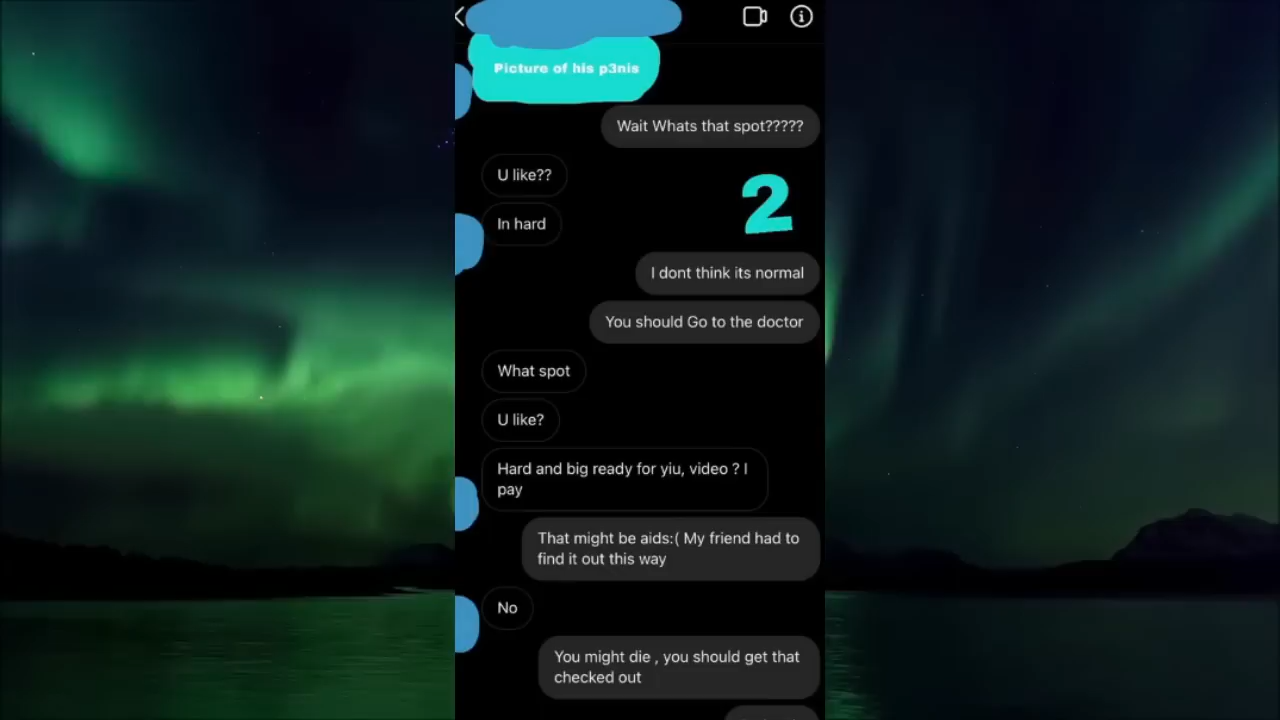 Picture of his p3nis
Wait Whats that spot?????
U like??
2
In hard
I dont think its normal
You should Go to the doctor
What spot
U like?
Hard and big ready for yiu, video ? I
pay
That might be aids:( My friend had to
find it out this way
No
You might die , you should get that
checked out